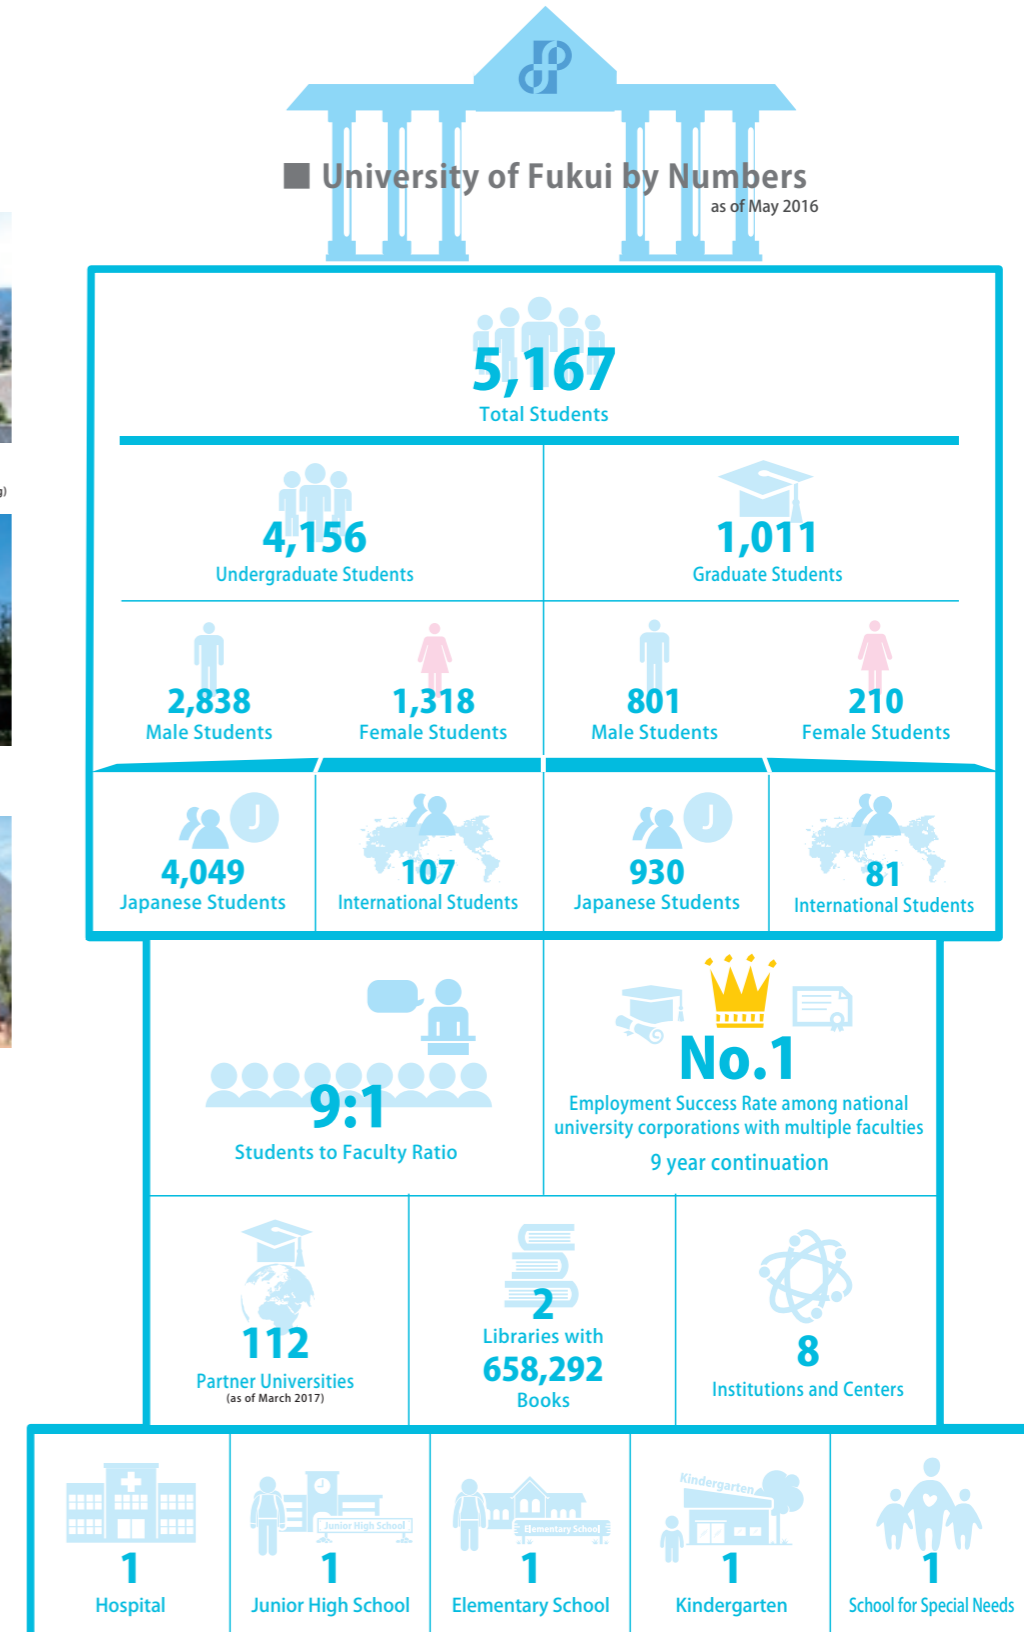 ■ University of Fukui by Numbers
as of May 2016
5,167
Total Students
4,156
Undergraduate Students
1,011
Graduate Students
2,838
Male Students
1,318
Female Students
801
Male Students
210
Female Students
J
4,049
Japanese Students
107
International Students
J
930
Japanese Students
81
International Students
9:1
Students to Faculty Ratio
No.1
Employment Success Rate among national
university corporations with multiple faculties
9 year continuation
112
Partner Universities
(as of March 2017)
2
Libraries with
658,292
Books
8
Institutions and Centers
1
Hospital
Junior High School
1
Junior High School
Elementary School
1
Elementary School
Kindergarten
1
Kindergarten
1
School for Special Needs